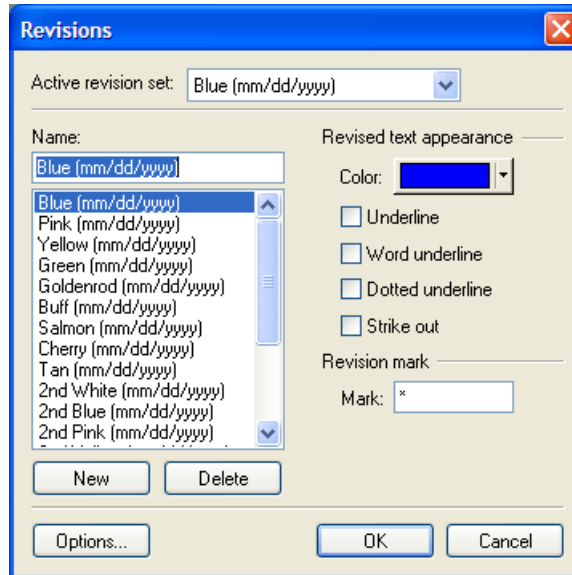 Revisions
Active revision set: Blue (mm/dd/yyyy)
Name:
Blue (mm/dd/yyyy)
Blue (mm/dd/yyyy)
Pink (mm/dd/yyyy)
Yellow (mm/dd/yyyy)
Green (mm/dd/yyyy)
Goldenrod (mm/dd/yyyy)
Buff (mm/dd/yyyy)
Salmon (mm/dd/yyyy)
Cherry (mm/dd/yyyy)
Tan (mm/dd/yyyy)
2nd White (mm/dd/yyyy)
2nd Blue (mm/dd/yyyy)
2nd Pink (mm/dd/yyyy)
New Delete
Revised text appearance
Color:
Underline
Word underline
Dotted underline
Strike out
Revision mark
Mark: *
Options... OK Cancel